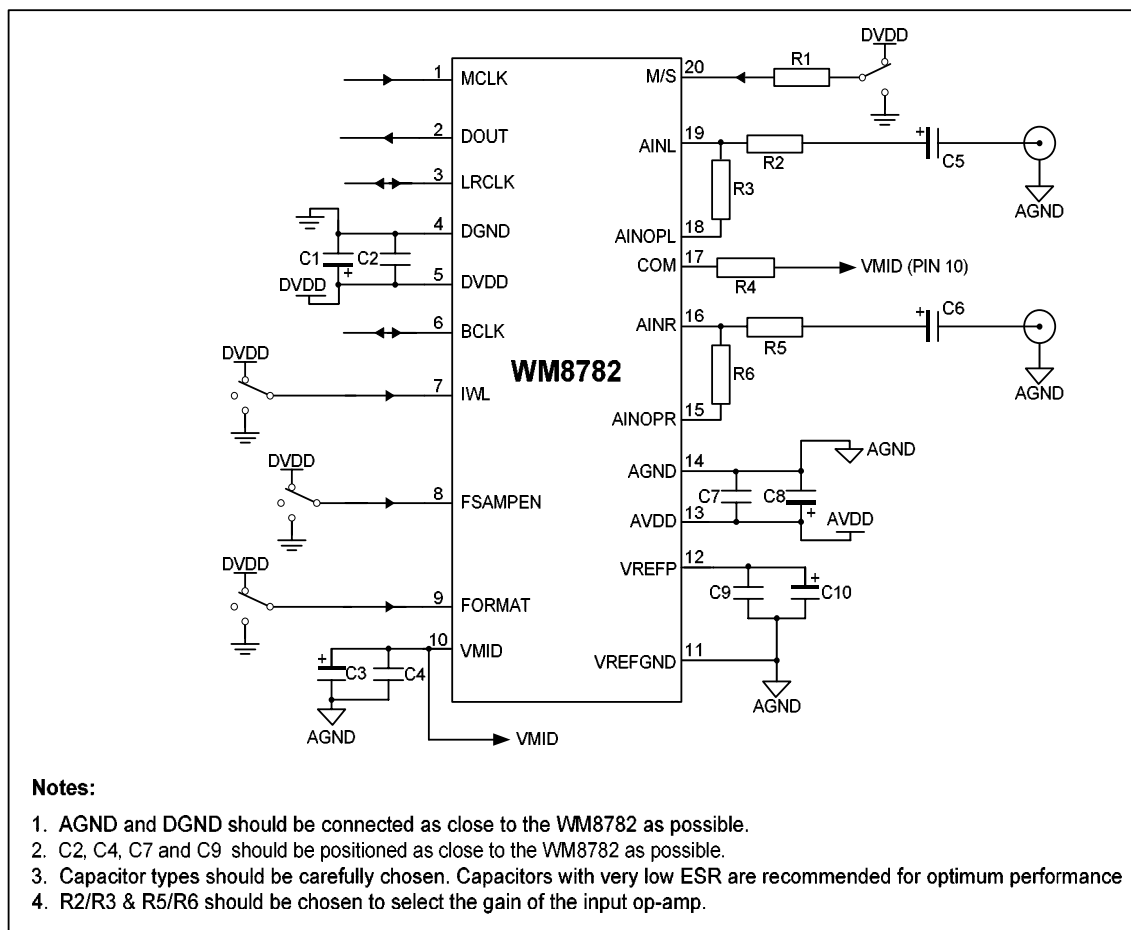 DVDD
1 MCLK
M/S 20
R1
2 DOUT
AINL 19
R2
+ C5
3 LRCLK
R3
AGND
4 DGND
AINOPL 18
C1
+
C2
COM 17
R4
VMID (PIN 10)
DVDD
5 DVDD
6 BCLK
AINR 16
R5
+ C6
WM8782
DVDD
7 IWL
R6
AGND
AINOPR 15
DVDD
8 FSAMPEN
AGND 14
AGND
C7
C8
+
AVDD 13
AVDD
DVDD
9 FORMAT
VREFP 12
C9
+
C10
10 VMID
+
C3
C4
VREFGND 11
AGND
AGND
VMID
Notes:
1. AGND and DGND should be connected as close to the WM8782 as possible.
2. C2, C4, C7 and C9 should be positioned as close to the WM8782 as possible.
3. Capacitor types should be carefully chosen. Capacitors with very low ESR are recommended for optimum performance
4. R2/R3 & R5/R6 should be chosen to select the gain of the input op-amp.